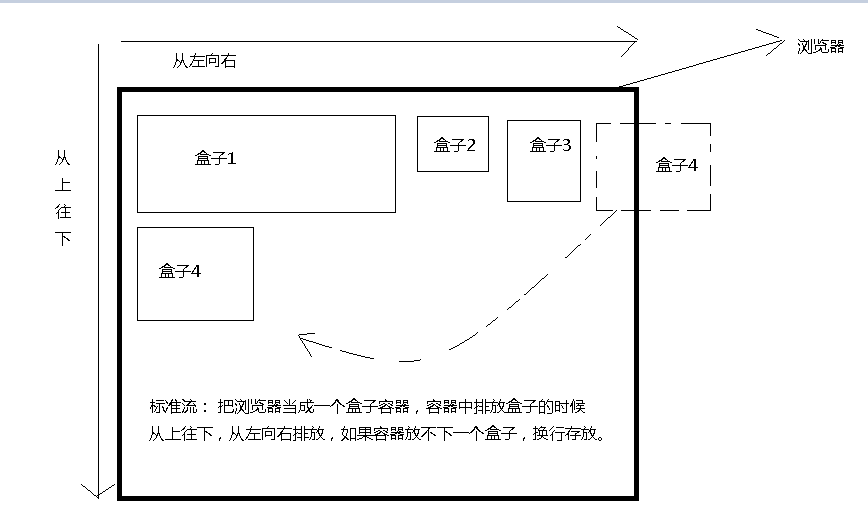 浏览器
从左向右
从上往下
盒子1
盒子2
盒子3
盒子4
盒子4
标准流： 把浏览器当成一个盒子容器，容器中排放盒子的时候
从上往下，从左向右排放，如果容器放不下一个盒子，换行存放。